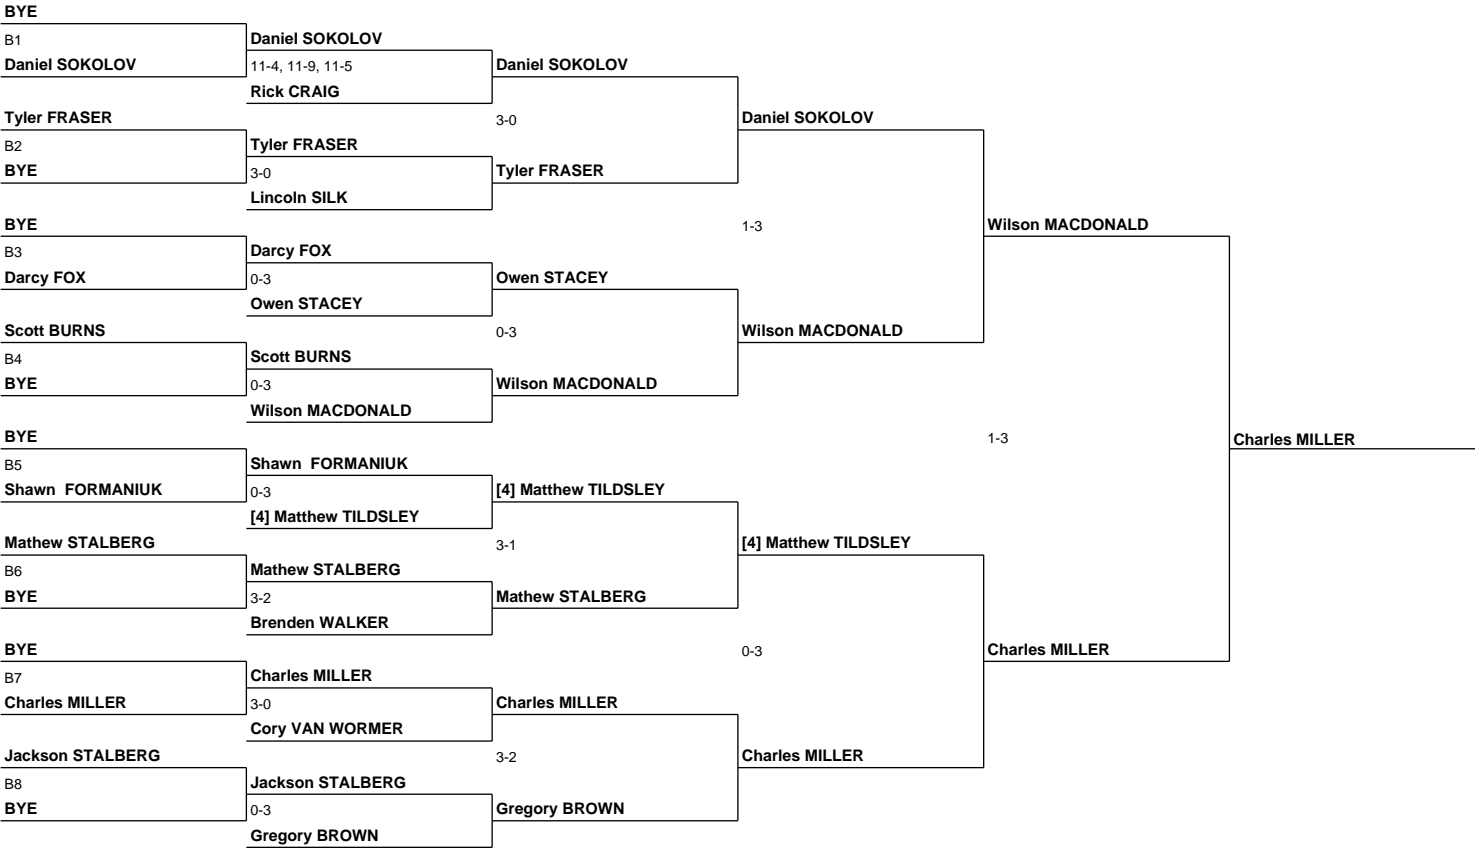 BYE
B1
Daniel SOKOLOV
Daniel SOKOLOV
11-4, 11-9, 11-5
Rick CRAIG
Daniel SOKOLOV
Tyler FRASER
B2
BYE
Tyler FRASER
3-0
Lincoln SILK
3-0
Tyler FRASER
Daniel SOKOLOV
BYE
B3
Darcy FOX
Darcy FOX
0-3
Owen STACEY
Owen STACEY
1-3
Wilson MACDONALD
Scott BURNS
B4
BYE
Scott BURNS
0-3
Wilson MACDONALD
0-3
Wilson MACDONALD
Wilson MACDONALD
BYE
B5
Shawn  FORMANIUK
Shawn  FORMANIUK
0-3
[4] Matthew TILDSLEY
[4] Matthew TILDSLEY
1-3
Charles MILLER
Mathew STALBERG
B6
BYE
Mathew STALBERG
3-2
Brenden WALKER
3-1
Mathew STALBERG
[4] Matthew TILDSLEY
BYE
B7
Charles MILLER
Charles MILLER
3-0
Cory VAN WORMER
Charles MILLER
0-3
Charles MILLER
Jackson STALBERG
B8
BYE
Jackson STALBERG
0-3
Gregory BROWN
3-2
Gregory BROWN
Charles MILLER